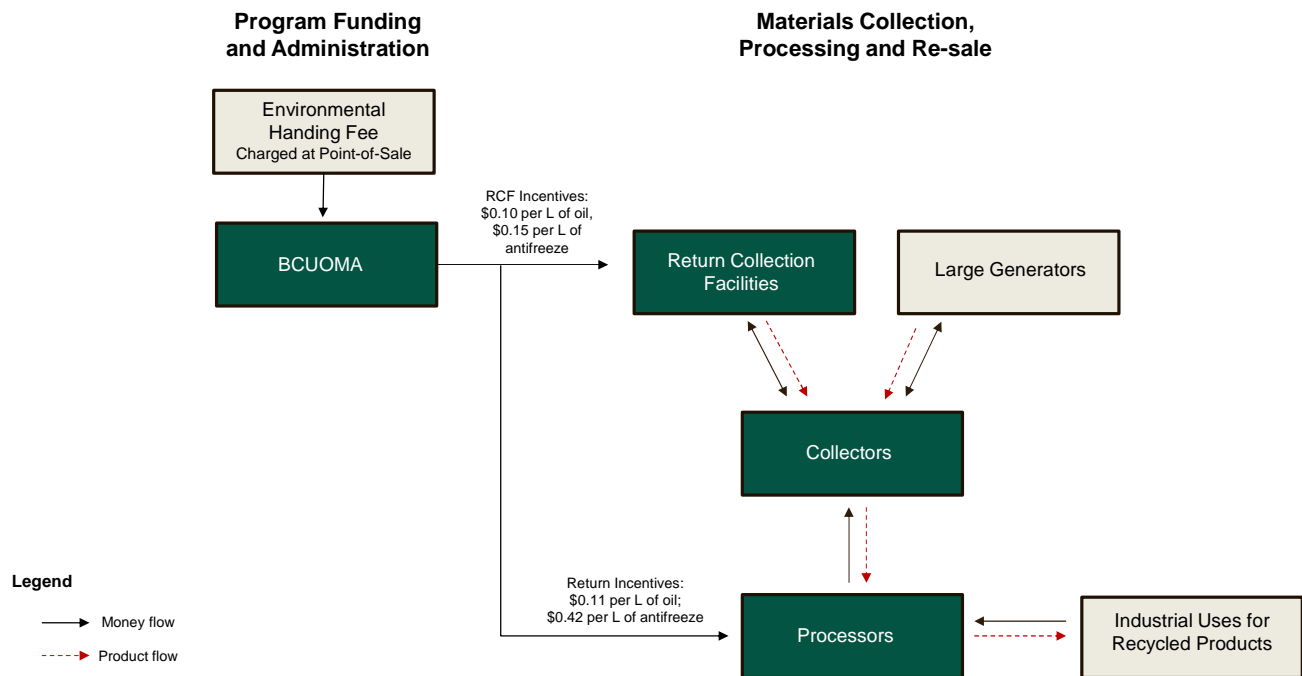 Program Funding
and Administration
Materials Collection,
Processing and Re-sale
Environmental
Handing Fee
Charged at Point-of-Sale
RCF Incentives:
$0.10 per L of oil,
$0.15 per L of
antifreeze
BCUOMA
Return Collection
Facilities
Large Generators
Collectors
Legend
Money flow
Product flow
Return Incentives:
$0.11 per L of oil;
$0.42 per L of antifreeze
Processors
Industrial Uses for
Recycled Products